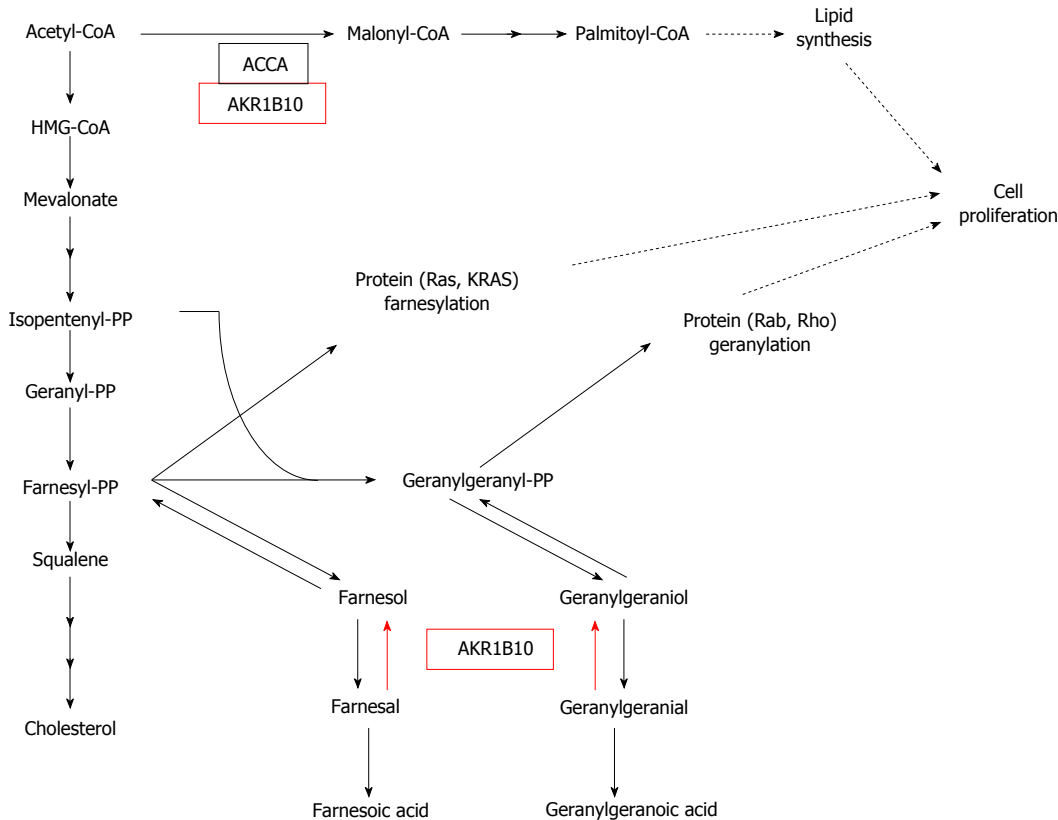 Acetyl-CoA
Malonyl-CoA
Palmitoyl-CoA
Lipid
synthesis
ACCA
AKR1B10
HMG-CoA
Mevalonate
Cell
proliferation
Protein (Ras, KRAS)
farnesylation
Isopentenyl-PP
Protein (Rab, Rho)
geranylation
Geranyl-PP
Farnesyl-PP
Geranylgeranyl-PP
Squalene
Farnesol
Geranylgeraniol
AKR1B10
Farnesal
Geranylgeranial
Cholesterol
Farnesoic acid
Geranylgeranoic acid